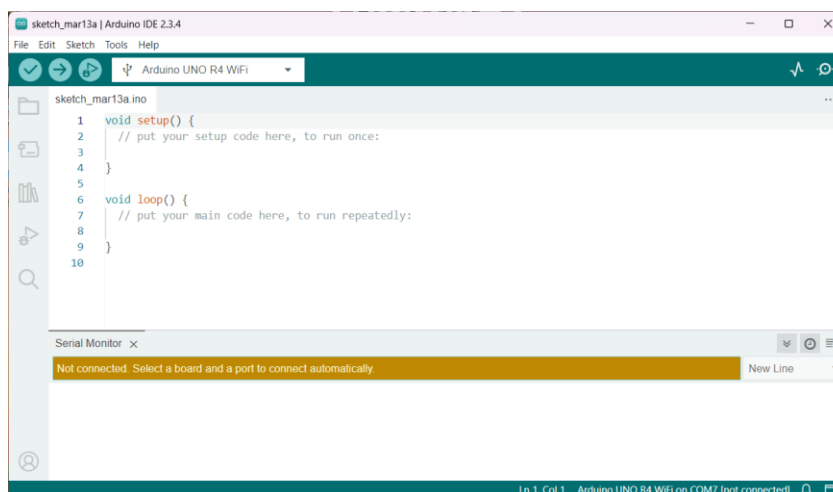 sketch_mar13a | Arduino IDE 2.3.4
File Edit Sketch Tools Help
Arduino UNO R4 WiFi
sketch_mar13a.ino
1 void setup() {
2 // put your setup code here, to run once:
3
4 }
5
6 void loop() {
7 // put your main code here, to run repeatedly:
8
9 }
10
Serial Monitor
Not connected. Select a board and a port to connect automatically.
New Line
Ln 1, Col 1 Arduino UNO R4 WiFi on COM7 [not connected]